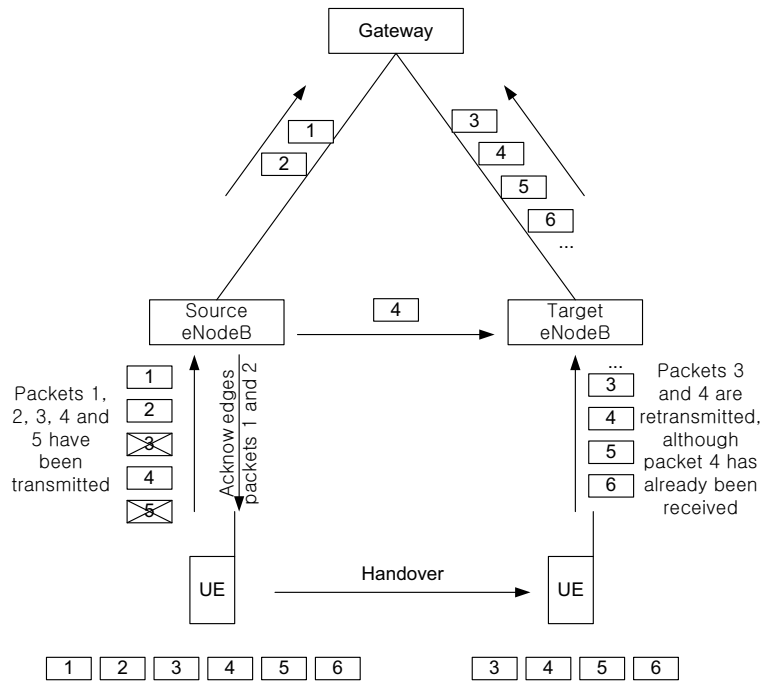 Gateway
1
2
3
4
5
6
...
Source
eNodeB
4
Target
eNodeB
Packets 1,
2, 3, 4 and
5 have
been
transmitted
1
2
3
4
5
Acknow edges
packets 1 and 2
...
3
4
5
6
Packets 3
and 4 are
retransmitted,
although
packet 4 has
already been
received
UE
Handover
UE
1 2 3 4 5 6
3 4 5 6